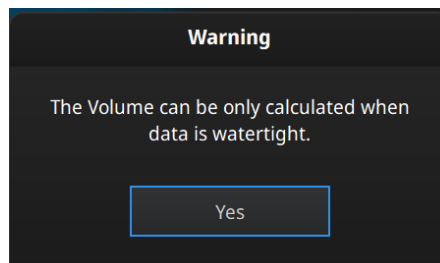 Warning
The Volume can be only calculated when
data is watertight.
Yes